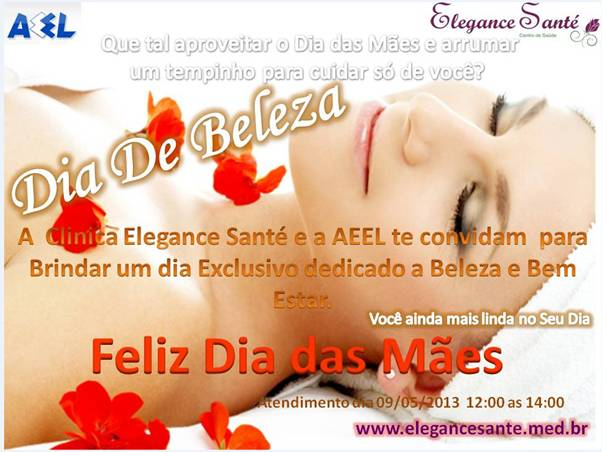 AEEL
Elegance Santé
Centro de Saúde
Que tal aproveitar o Dia das Mães e arrumar
um tempinho para cuidar só de você?
Dia De Beleza
A Clinica Elegance Santé e a AEEL te convidam para
Brindar um dia Exclusivo dedicado a Beleza e Bem
Estar.
Você ainda mais linda no Seu Dia
Feliz Dia das Mães
Atendimento dia 09/05/2013 12:00 as 14:00
www.elegancesante.med.br